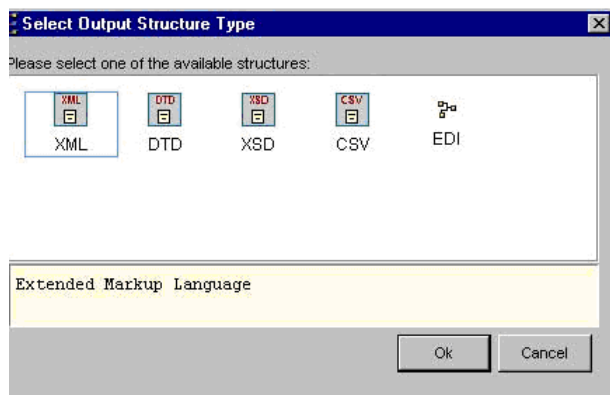 Select Output Structure Type
Please select one of the available structures:
XML DTD XSD CSV
XML DTD XSD CSV EDI
Extended Markup Language
Ok Cancel